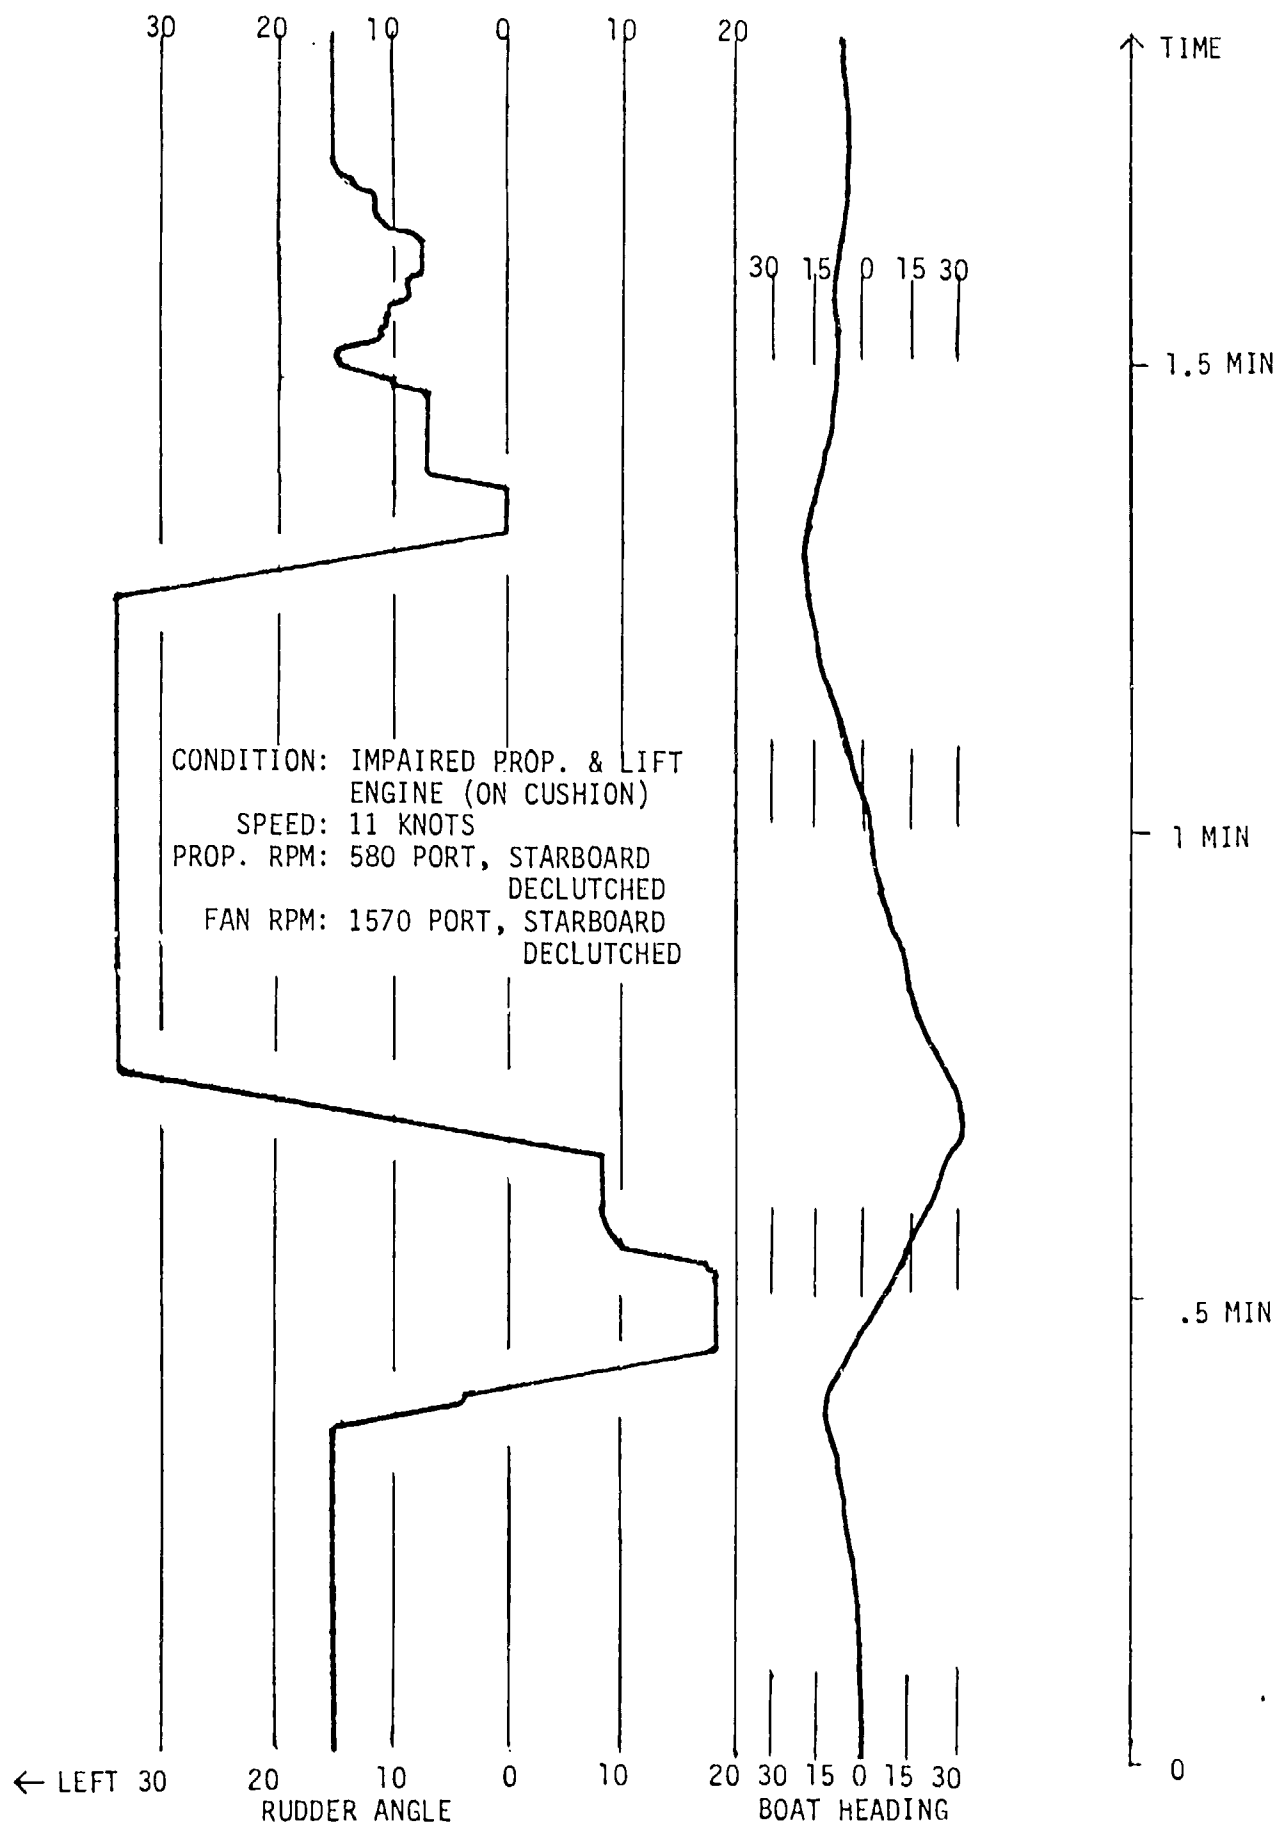 30 20 10 0 10 20
↑ TIME
30 15 0 15 30
1.5 MIN
CONDITION: IMPAIRED PROP. & LIFT
ENGINE (ON CUSHION)
SPEED: 11 KNOTS
PROP. RPM: 580 PORT, STARBOARD
DECLUTCHED
FAN RPM: 1570 PORT, STARBOARD
DECLUTCHED
1 MIN
.5 MIN
0
← LEFT 30 20 10 0 10 20 30 15 0 15 30
RUDDER ANGLE BOAT HEADING